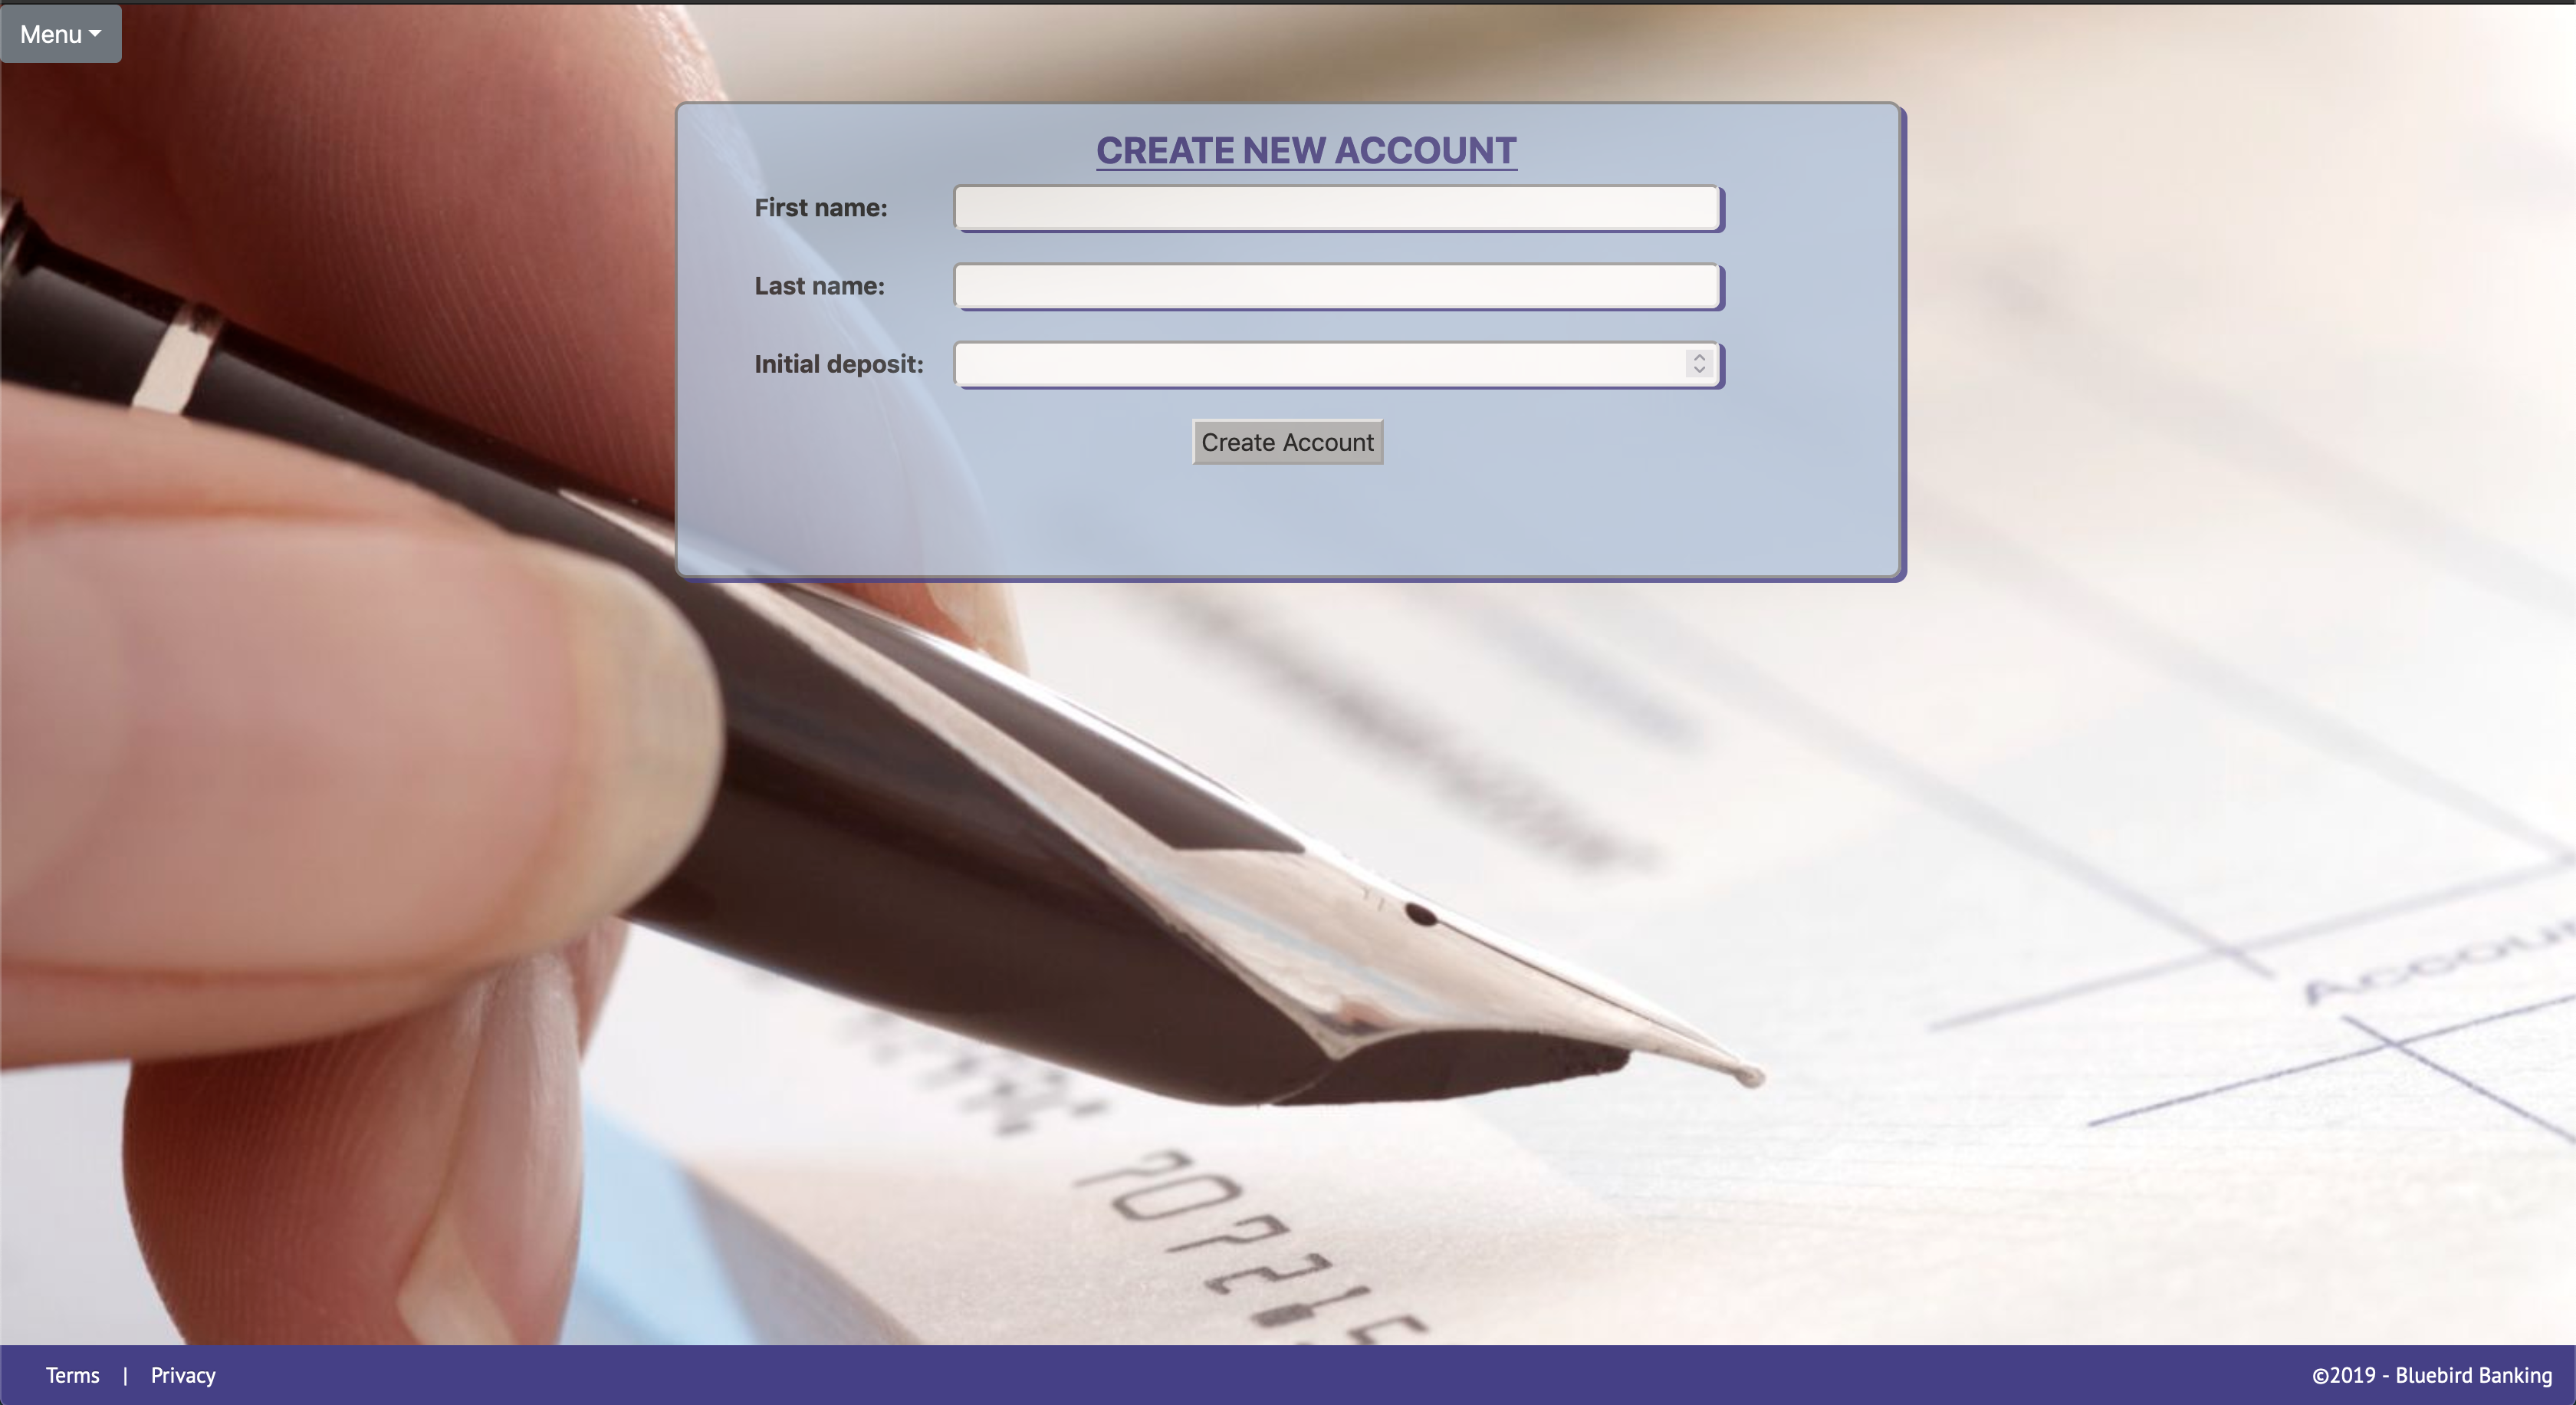 Menu
CREATE NEW ACCOUNT
First name:
Last name:
Initial deposit:
Create Account
Terms | Privacy
©2019 - Bluebird Banking